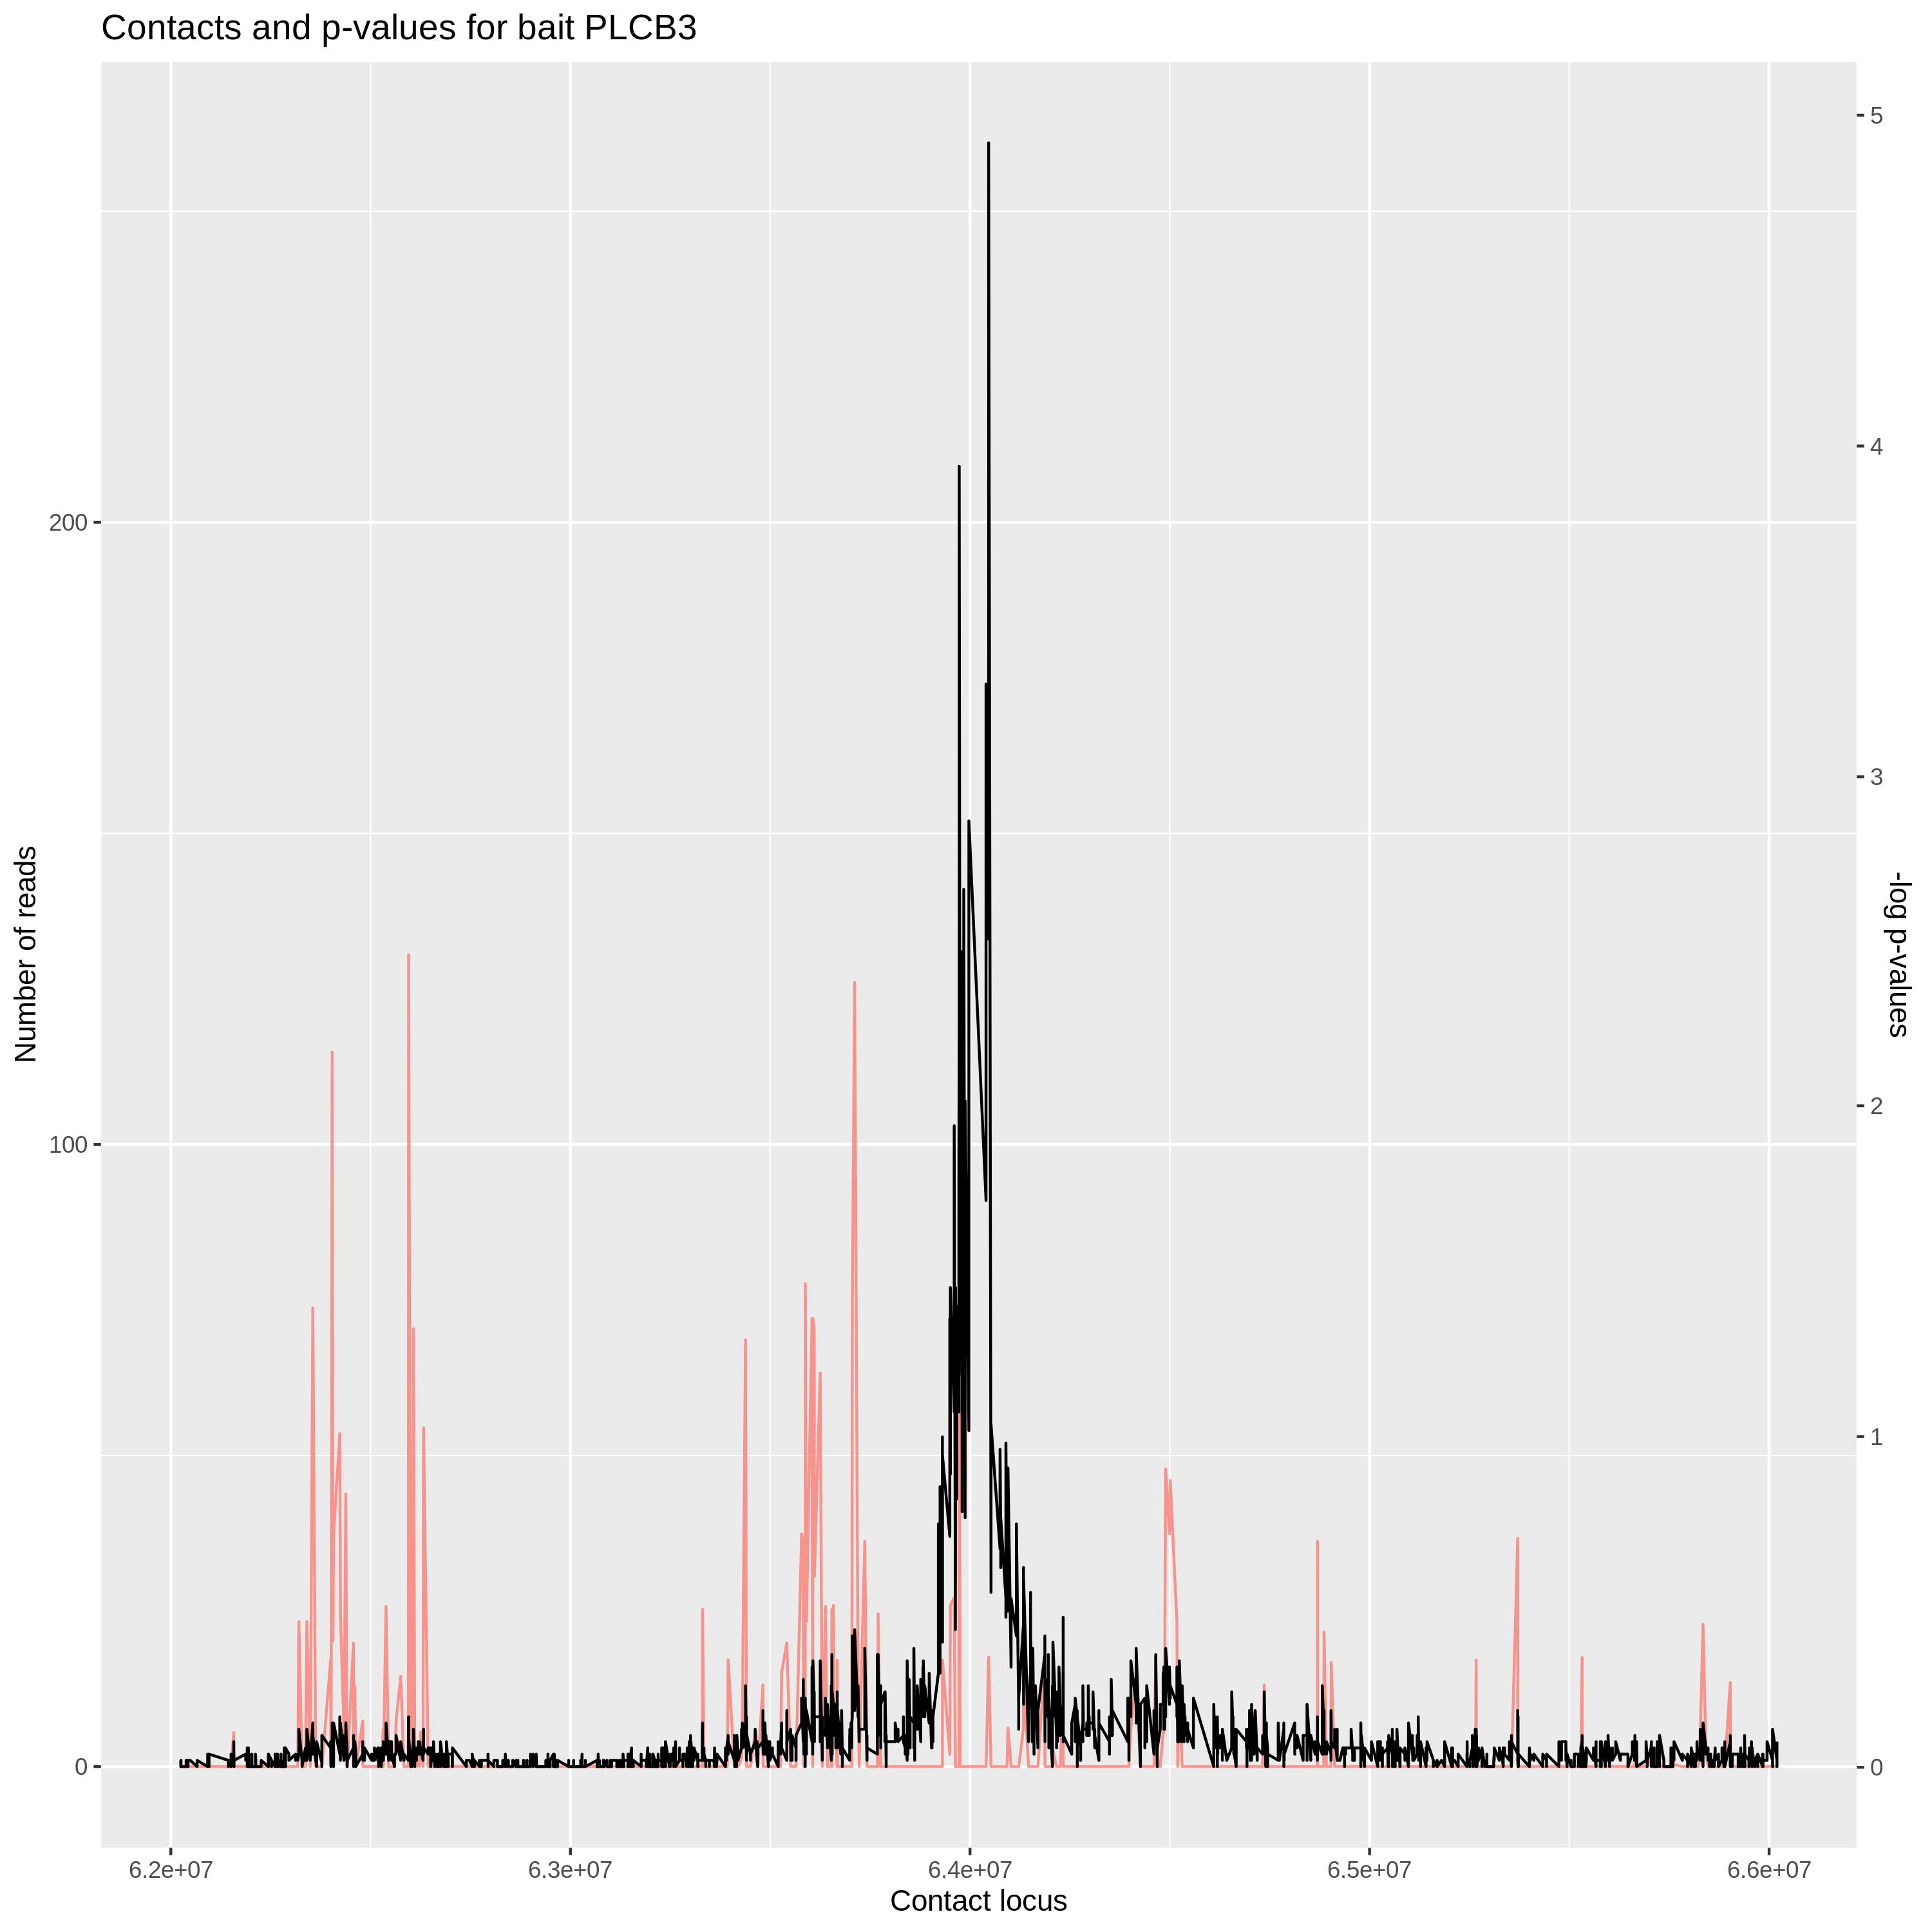 Contacts and p-values for bait PLCB3
Number of reads
200
100
0
5
4
3
2
1
0
-log p-values
6.2e+07
6.3e+07
6.4e+07
6.5e+07
6.6e+07
Contact locus